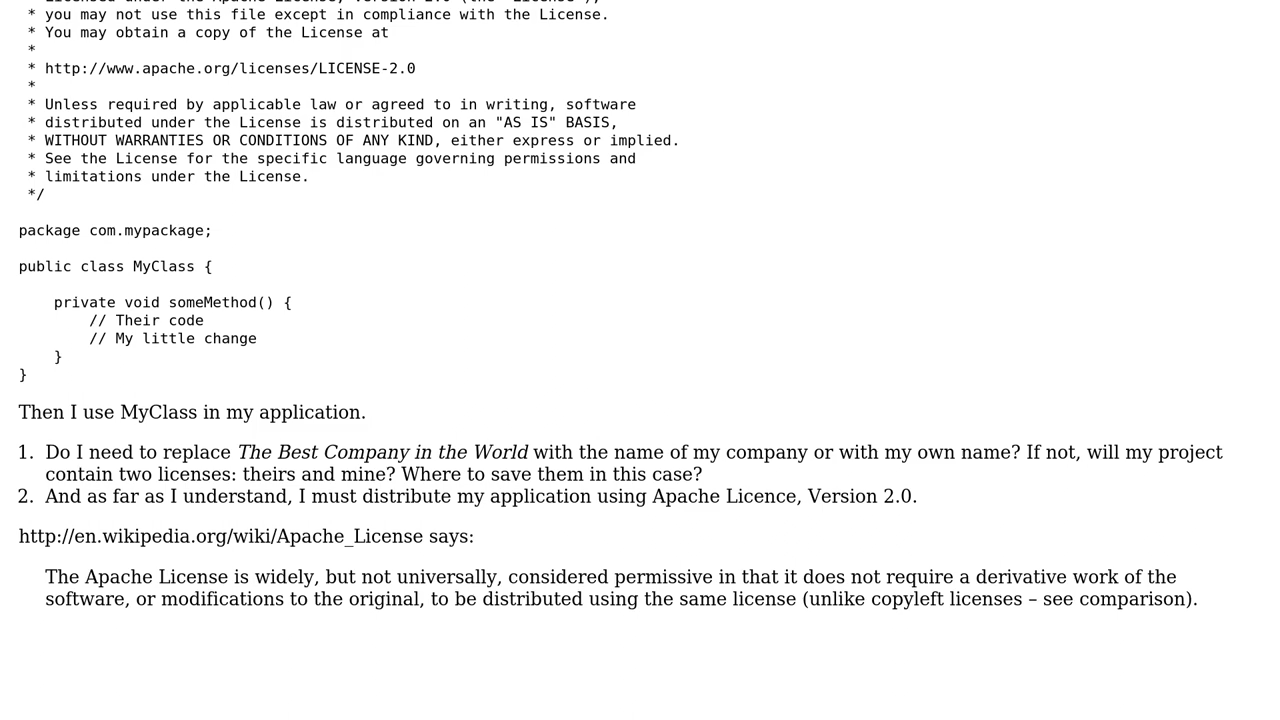 * you may not use this file except in compliance with the License.
* You may obtain a copy of the License at
*
* http://www.apache.org/licenses/LICENSE-2.0
*
* Unless required by applicable law or agreed to in writing, software
* distributed under the License is distributed on an "AS IS" BASIS,
* WITHOUT WARRANTIES OR CONDITIONS OF ANY KIND, either express or implied.
* See the License for the specific language governing permissions and
* limitations under the License.
*/
package com.mypackage;
public class MyClass {
private void someMethod() {
// Their code
// My little change
}
}
Then I use MyClass in my application.
1. Do I need to replace The Best Company in the World with the name of my company or with my own name? If not, will my project
contain two licenses: theirs and mine? Where to save them in this case?
2. And as far as I understand, I must distribute my application using Apache Licence, Version 2.0.
http://en.wikipedia.org/wiki/Apache_License says:
The Apache License is widely, but not universally, considered permissive in that it does not require a derivative work of the
software, or modifications to the original, to be distributed using the same license (unlike copyleft licenses – see comparison).